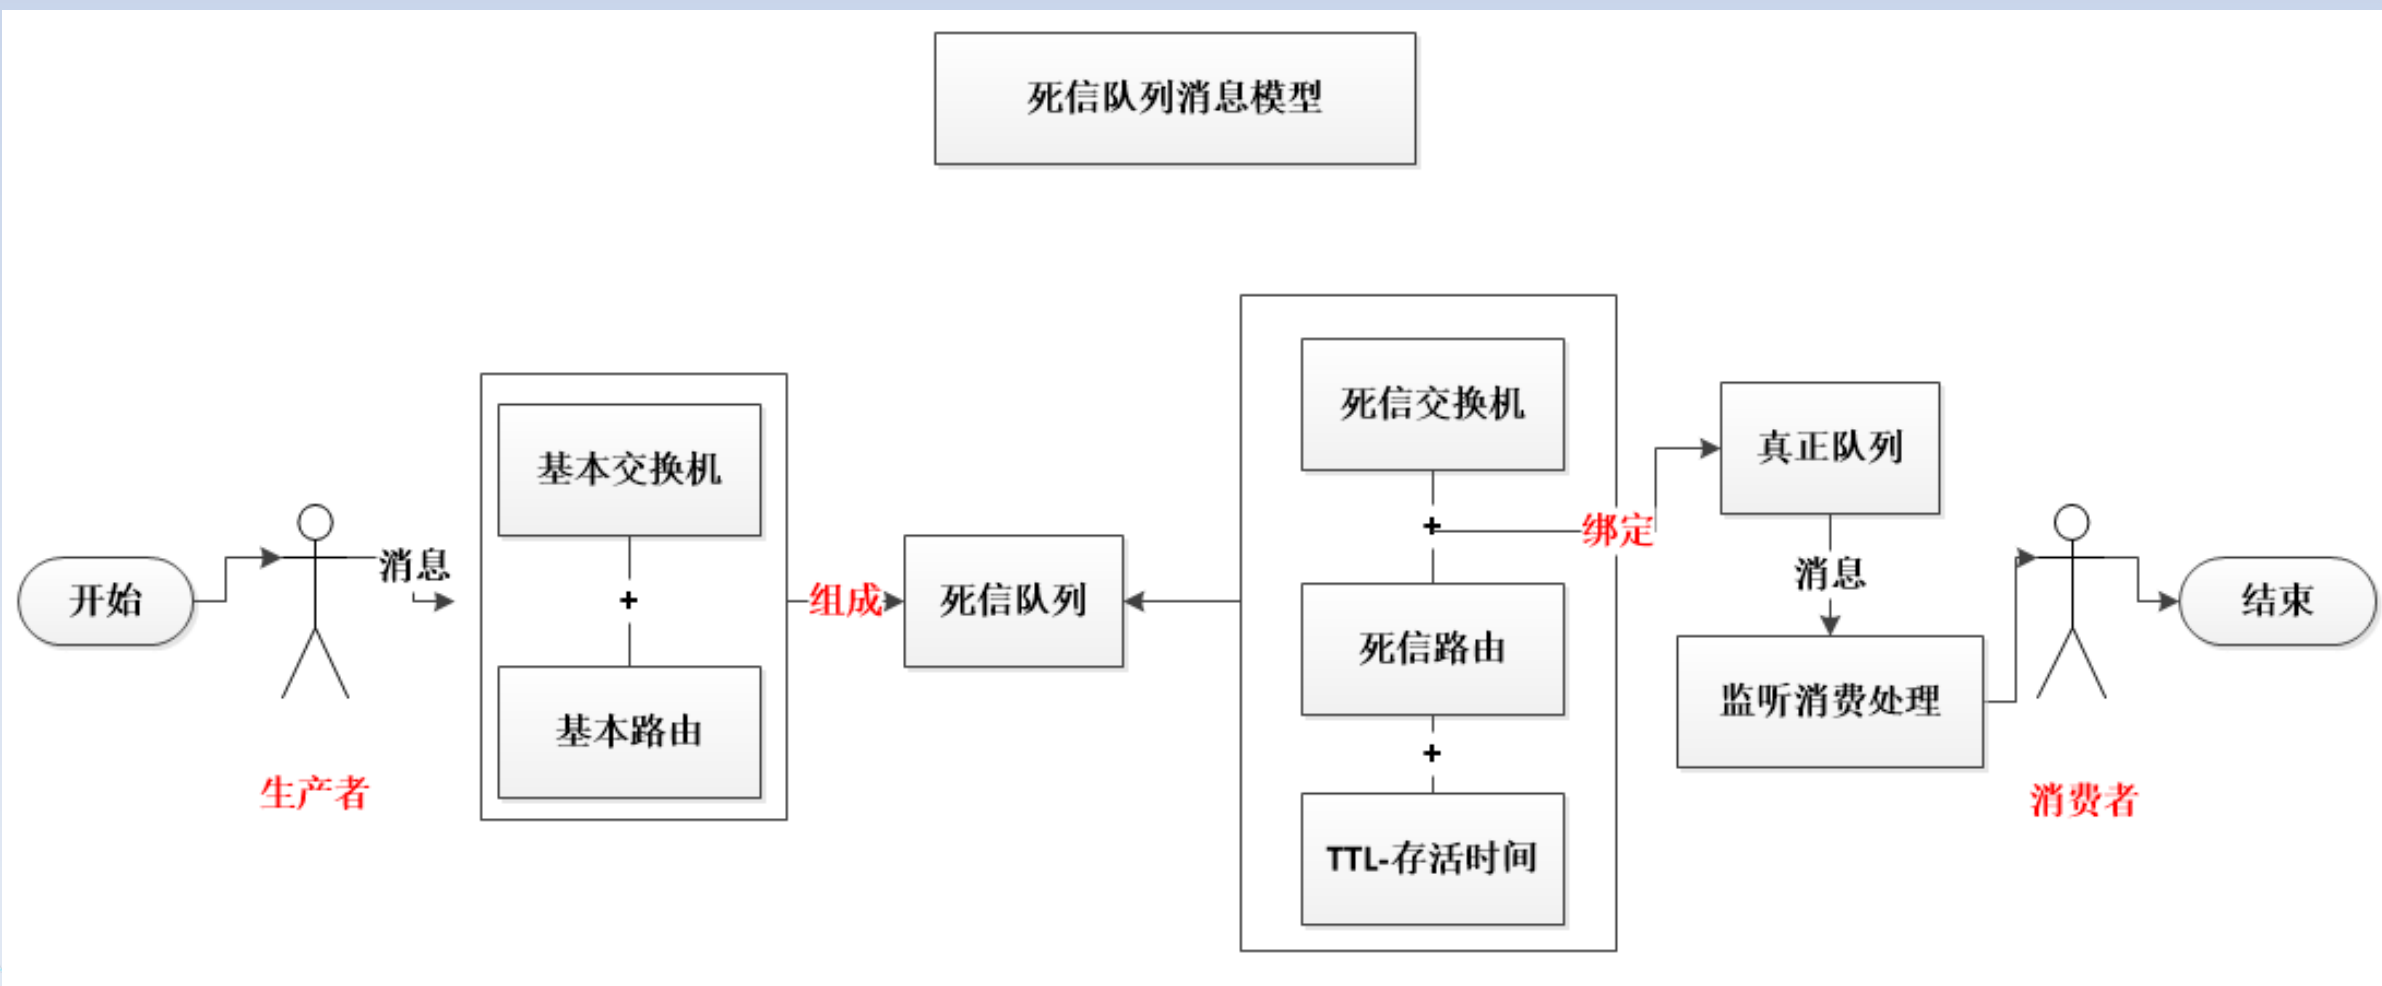 死信队列消息模型
开始
消息
生产者
基本交换机
+
基本路由
组成
死信队列
死信交换机
+
绑定
死信路由
+
TTL-存活时间
真正队列
消息
监听消费处理
消费者
结束